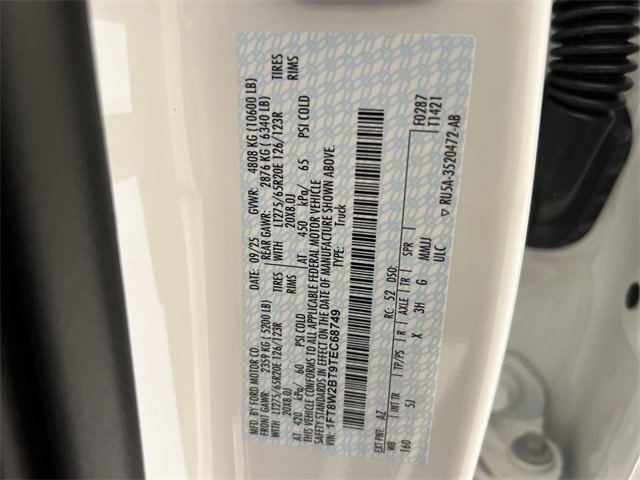 MFD. BY FORD MOTOR CO.
DATE: 09/25 GVWR: 4808 KG (10600 LB)
FRONT GAWR: 2359 KG (5200 LB) REAR GAWR: 2876 KG (6340 LB)
WITH LT275/65R20E 126/123R TIRES WITH LT275/65R20E 126/123R TIRES
20X8.0J RIMS 20X8.0J RIMS
AT 420 kPa/ 60 PSI COLD AT 450 kPa/ 65 PSI COLD
THIS VEHICLE CONFORMS TO ALL APPLICABLE FEDERAL MOTOR VEHICLE
SAFETY STANDARDS IN EFFECT ON THE DATE OF MANUFACTURE SHOWN ABOVE.
VIN: 1FT8W2BT9TEC68749 TYPE: Truck
F0287
T1421
EXT PNT: AZ RC: 52 DSO:
WB INT TR TP/PS R AXLE TR SPR
160 5J X 3H G MMJJ
ULC
RU5A-3520472-AB